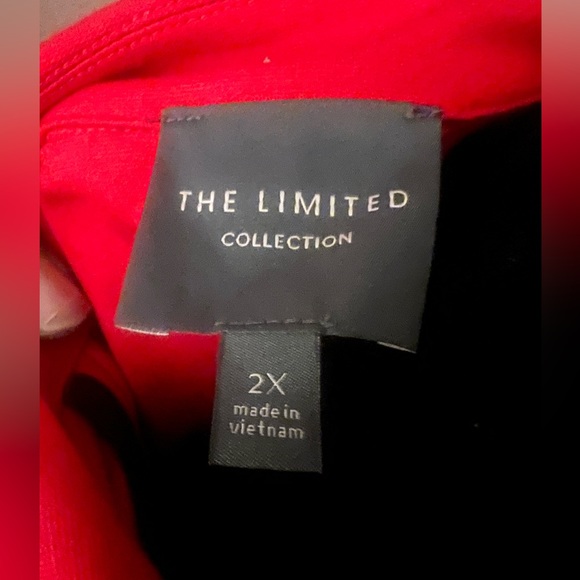 THE LIMITED
COLLECTION
2X
made in
vietnam